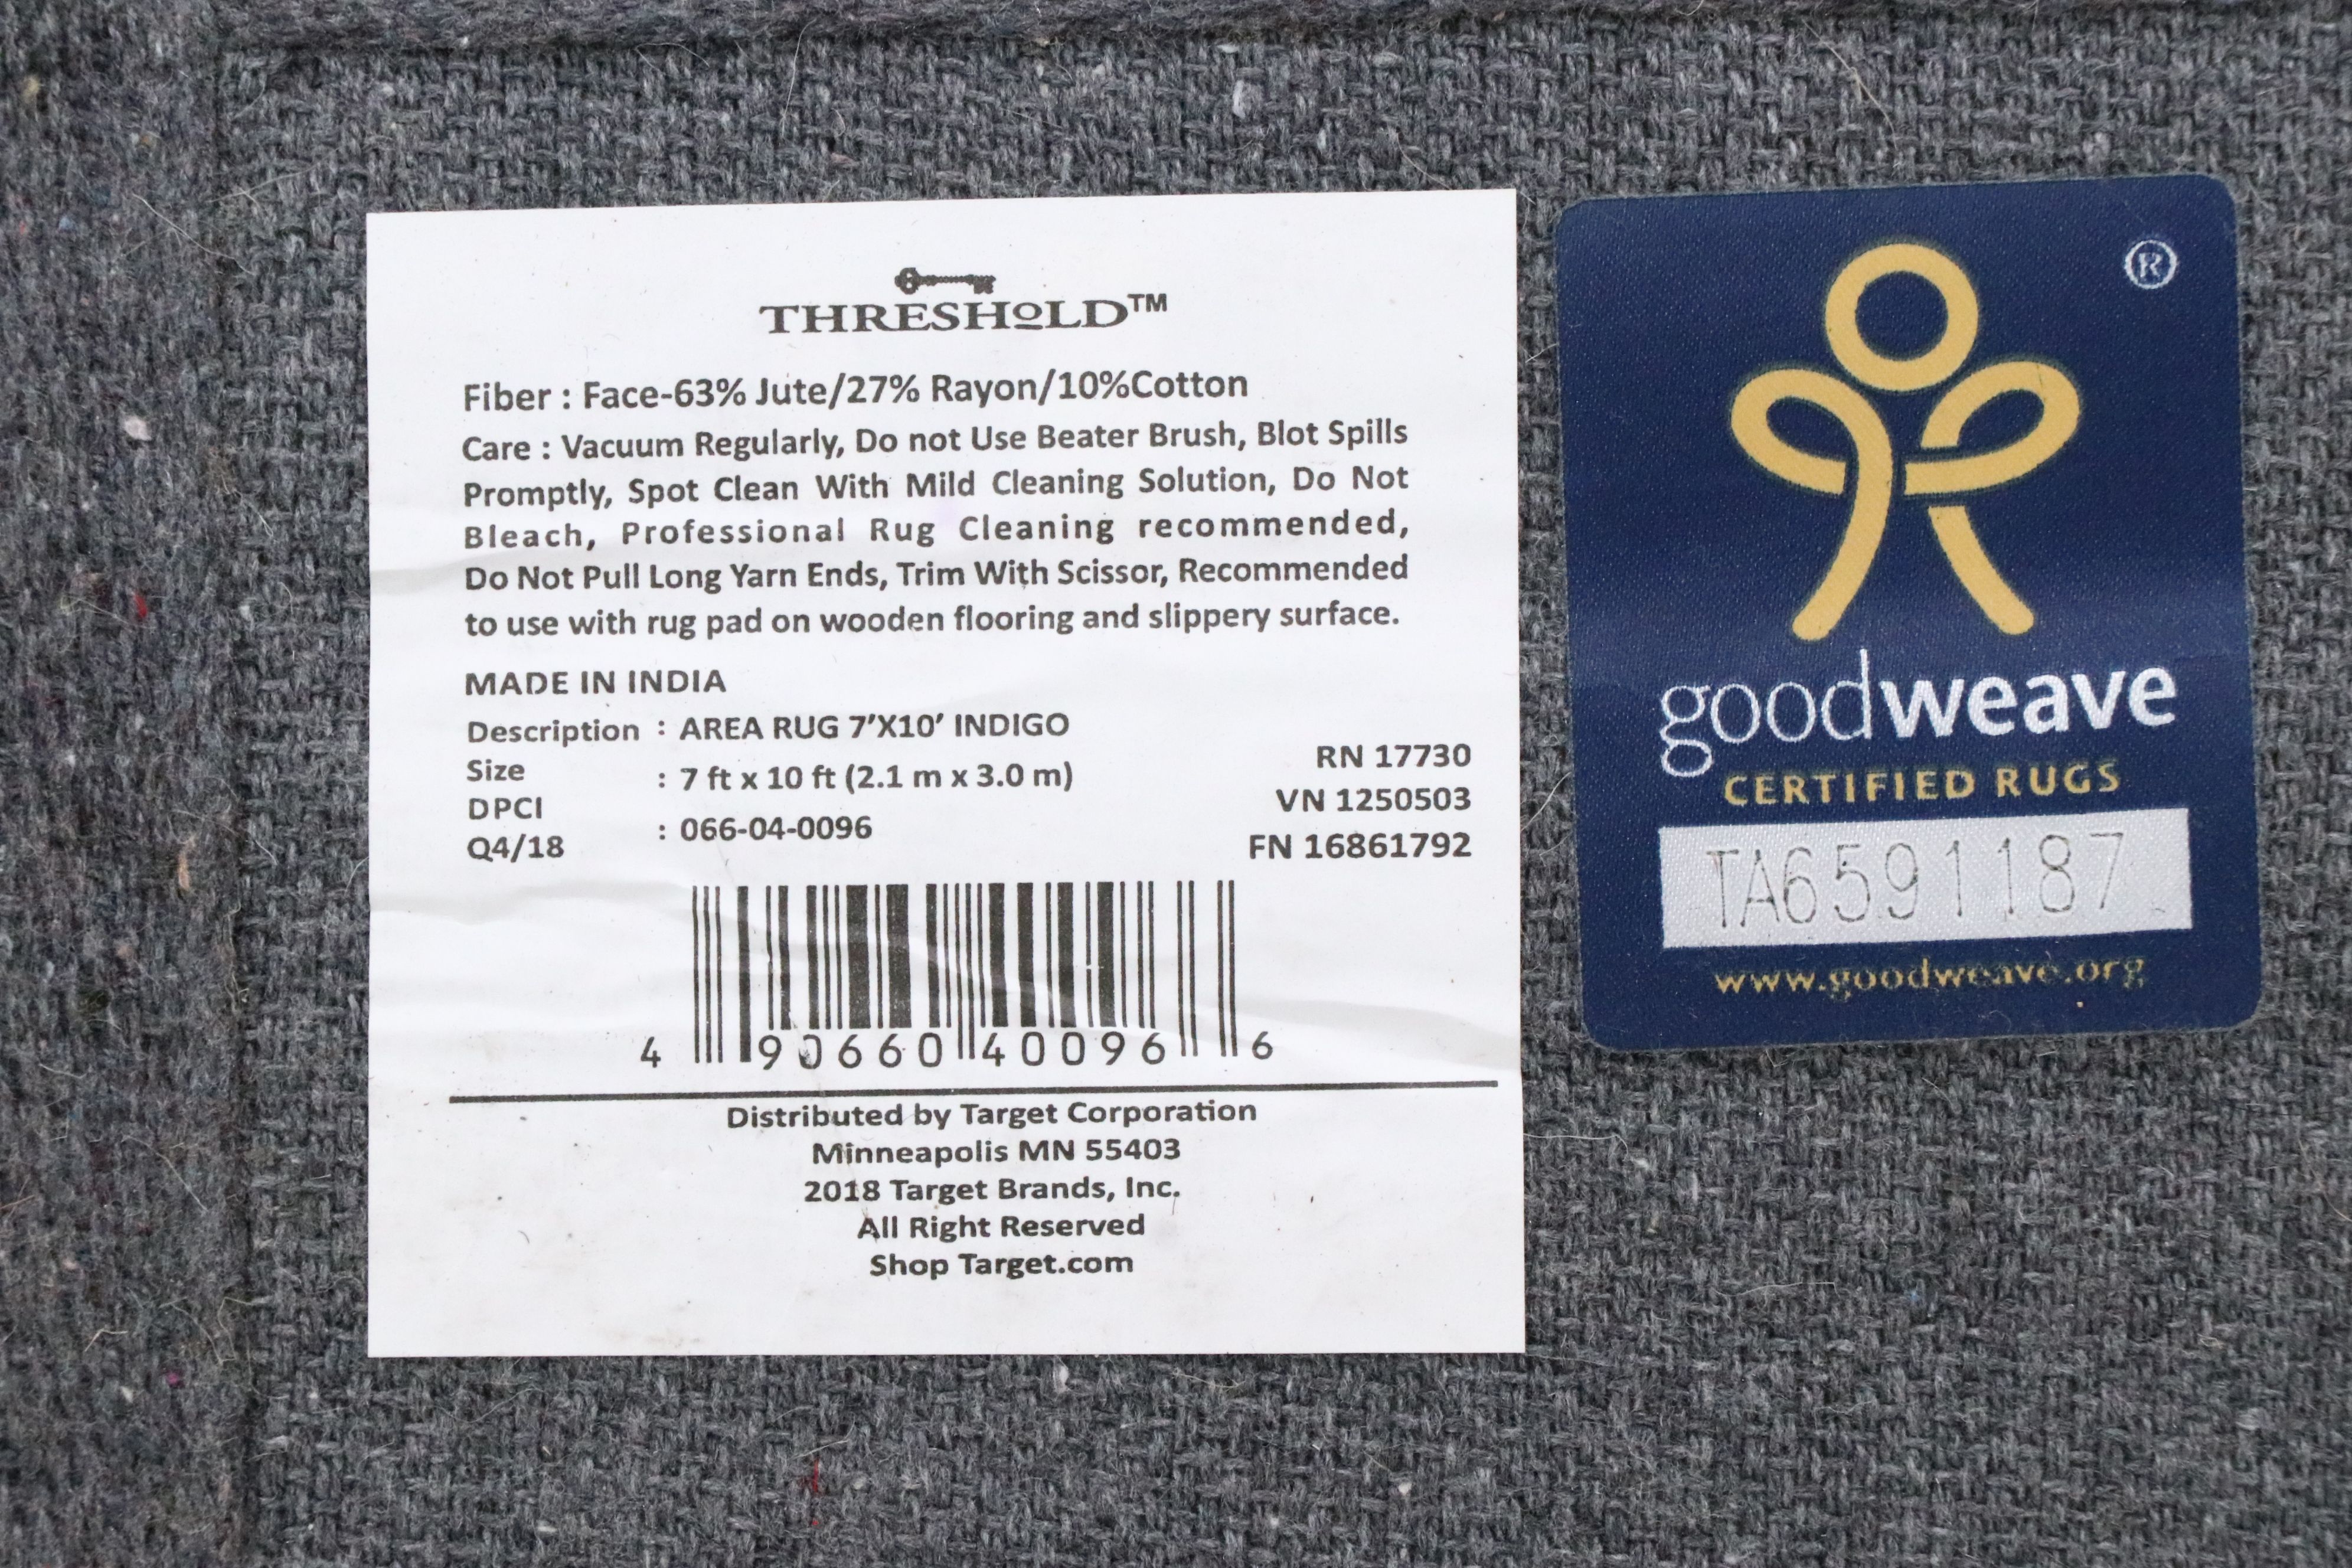 THRESHOLD™
Fiber : Face-63% Jute/27% Rayon/10%Cotton
Care : Vacuum Regularly, Do not Use Beater Brush, Blot Spills
Promptly, Spot Clean With Mild Cleaning Solution, Do Not
Bleach, Professional Rug Cleaning recommended,
Do Not Pull Long Yarn Ends, Trim With Scissor, Recommended
to use with rug pad on wooden flooring and slippery surface.
MADE IN INDIA
Description : AREA RUG 7'X10' INDIGO
Size : 7 ft x 10 ft (2.1 m x 3.0 m)
DPCI : 066-04-0096
Q4/18
RN 17730
VN 1250503
FN 16861792
4 90660 40096 6
Distributed by Target Corporation
Minneapolis MN 55403
2018 Target Brands, Inc.
All Right Reserved
Shop Target.com
®
goodweave
CERTIFIED RUGS
TA6591187
www.goodweave.org